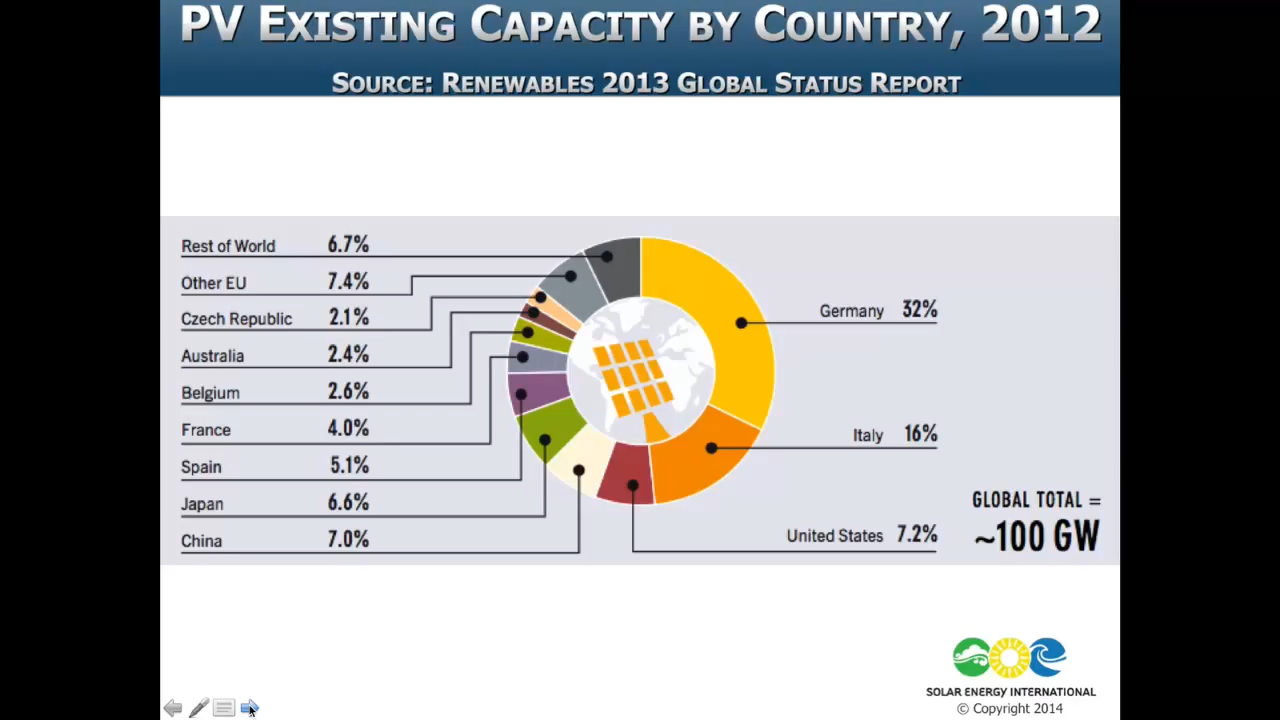 PV EXISTING CAPACITY BY COUNTRY, 2012
SOURCE: RENEWABLES 2013 GLOBAL STATUS REPORT
Rest of World 6.7%
Other EU 7.4%
Czech Republic 2.1%
Australia 2.4%
Belgium 2.6%
France 4.0%
Spain 5.1%
Japan 6.6%
China 7.0%
Germany 32%
Italy 16%
United States 7.2%
GLOBAL TOTAL =
~100 GW
SOLAR ENERGY INTERNATIONAL
© Copyright 2014